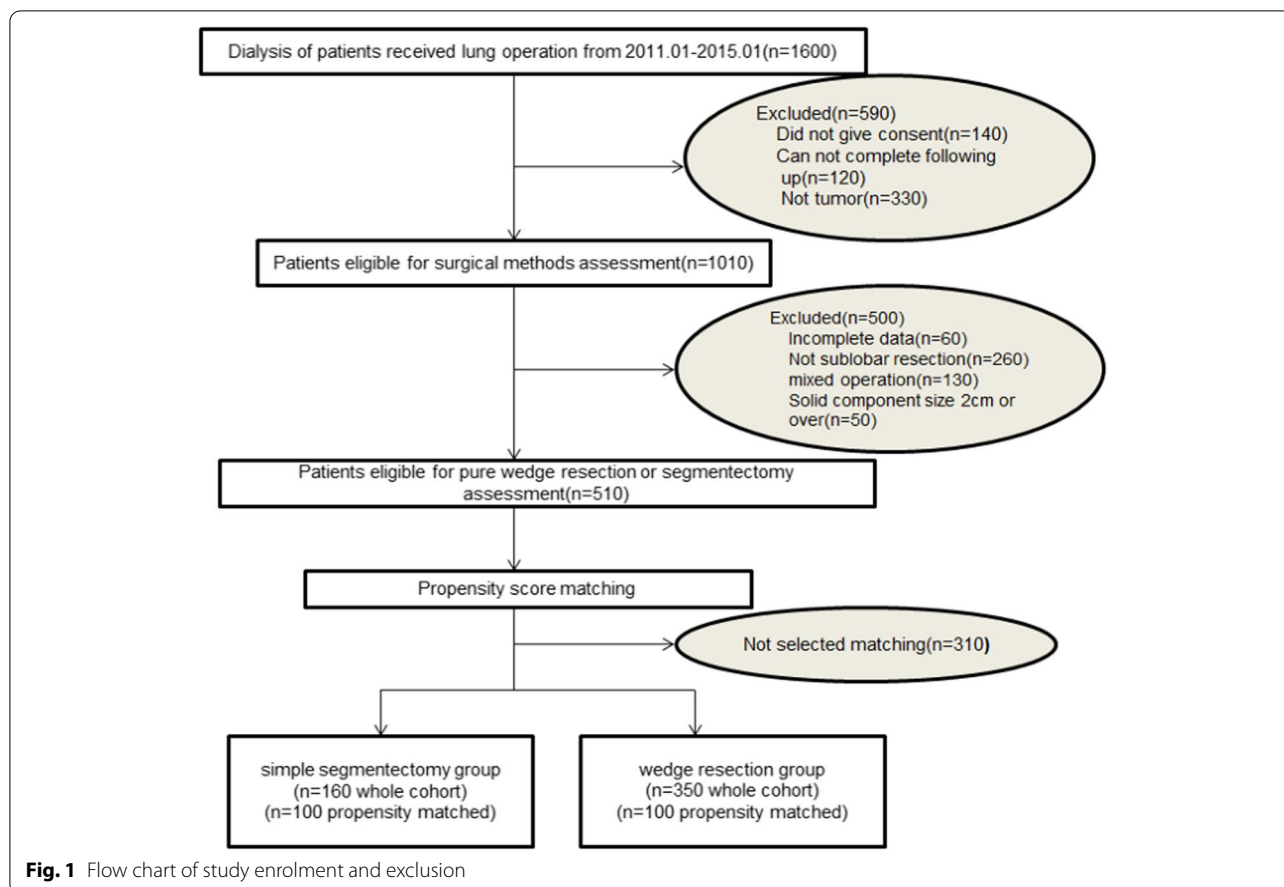 Dialysis of patients received lung operation from 2011.01-2015.01(n=1600)
Excluded(n=590)
Did not give consent(n=140)
Can not complete following
up(n=120)
Not tumor(n=330)
Patients eligible for surgical methods assessment(n=1010)
Excluded(n=500)
Incomplete data(n=60)
Not sublobar resection(n=260)
mixed operation(n=130)
Solid component size 2cm or
over(n=50)
Patients eligible for pure wedge resection or segmentectomy
assessment(n=510)
Propensity score matching
Not selected matching(n=310)
simple segmentectomy group
(n=160 whole cohort)
(n=100 propensity matched)
wedge resection group
(n=350 whole cohort)
(n=100 propensity matched)
Fig. 1 Flow chart of study enrolment and exclusion